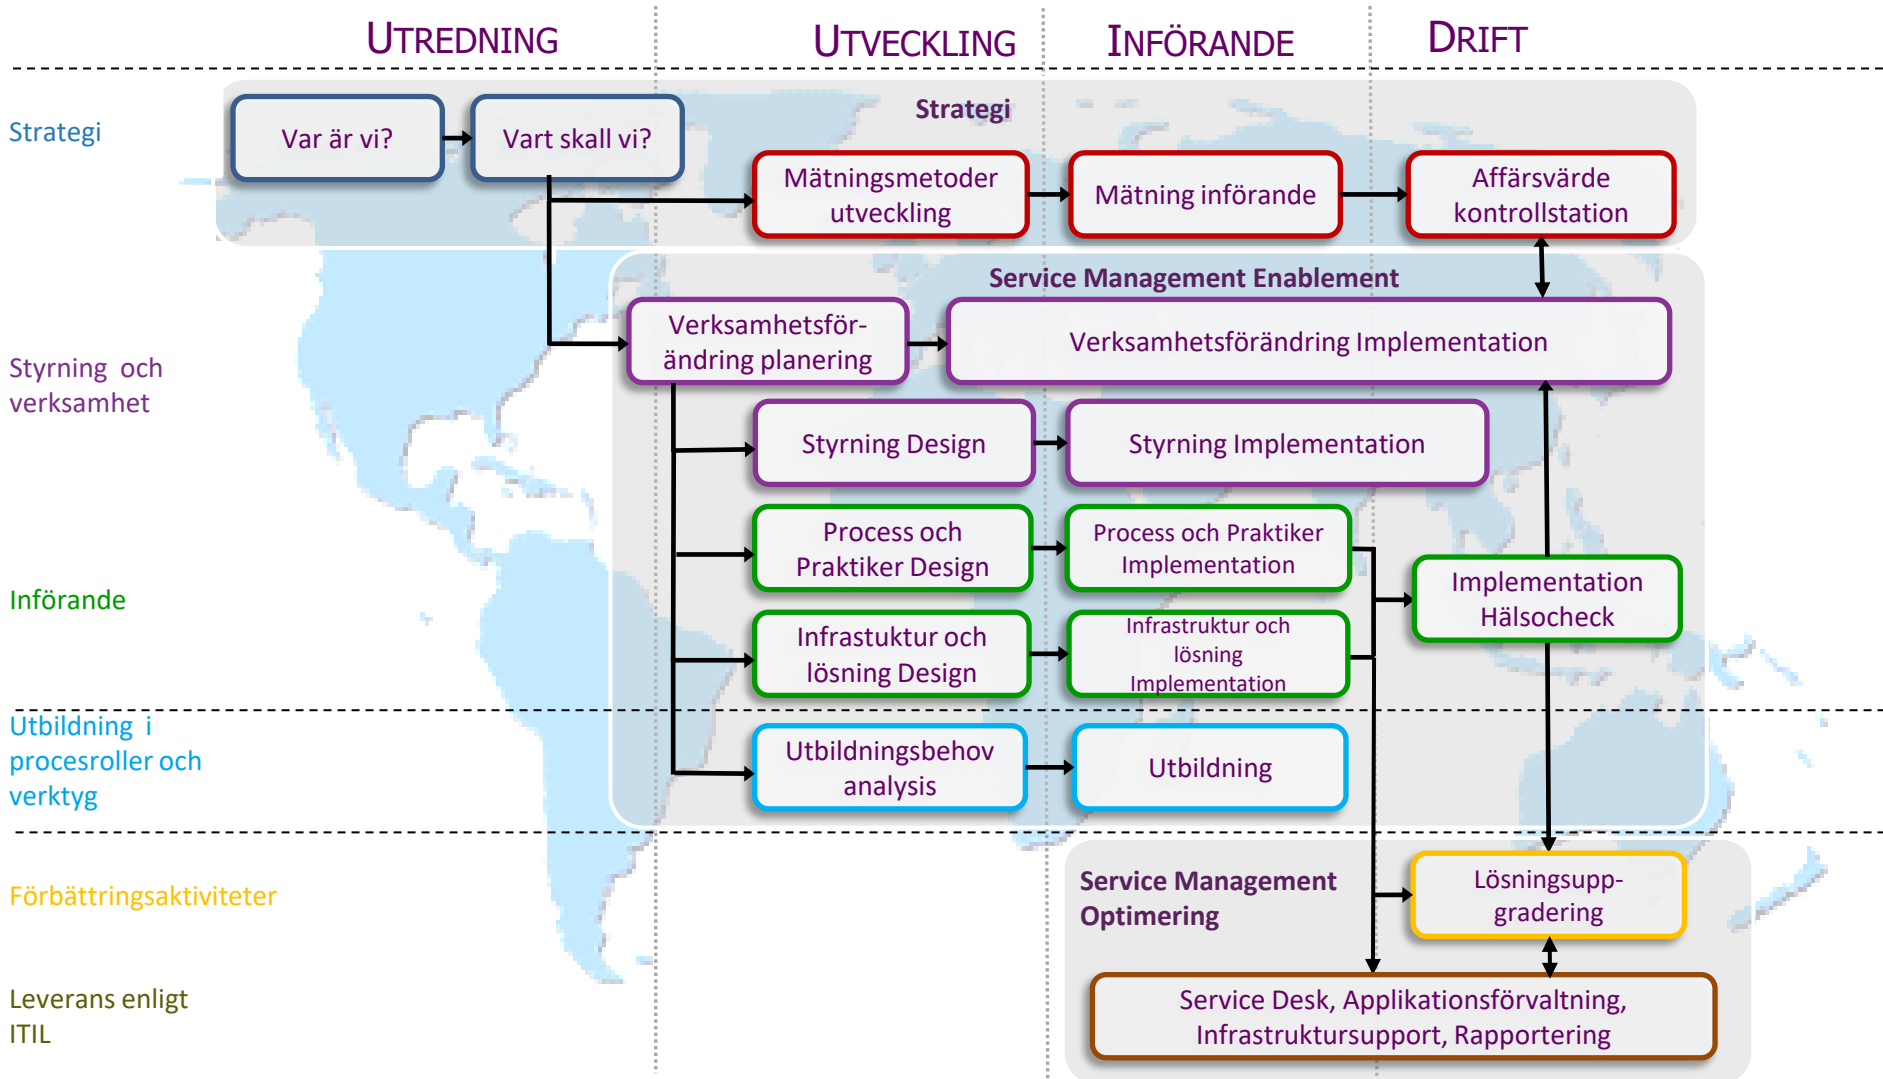 UTREDNING
UTVECKLING
INFÖRANDE
DRIFT
Strategi
Strategi
Var är vi?
Vart skall vi?
Mätningsmetoder
utveckling
Mätning införande
Affärsvärde
kontrollstation
Service Management Enablement
Styrning och
verksamhet
Verksamhetsför-
ändring planering
Verksamhetsförändring Implementation
Styrning Design
Styrning Implementation
Införande
Process och
Praktiker Design
Process och Praktiker
Implementation
Implementation
Hälsocheck
Infrastuktur och
lösning Design
Infrastruktur och
lösning
Implementation
Utbildning i
procesroller och
verktyg
Utbildningsbehov
analysis
Utbildning
Förbättringsaktiviteter
Service Management
Optimering
Lösningsupp-
gradering
Leverans enligt
ITIL
Service Desk, Applikationsförvaltning,
Infrastruktursupport, Rapportering